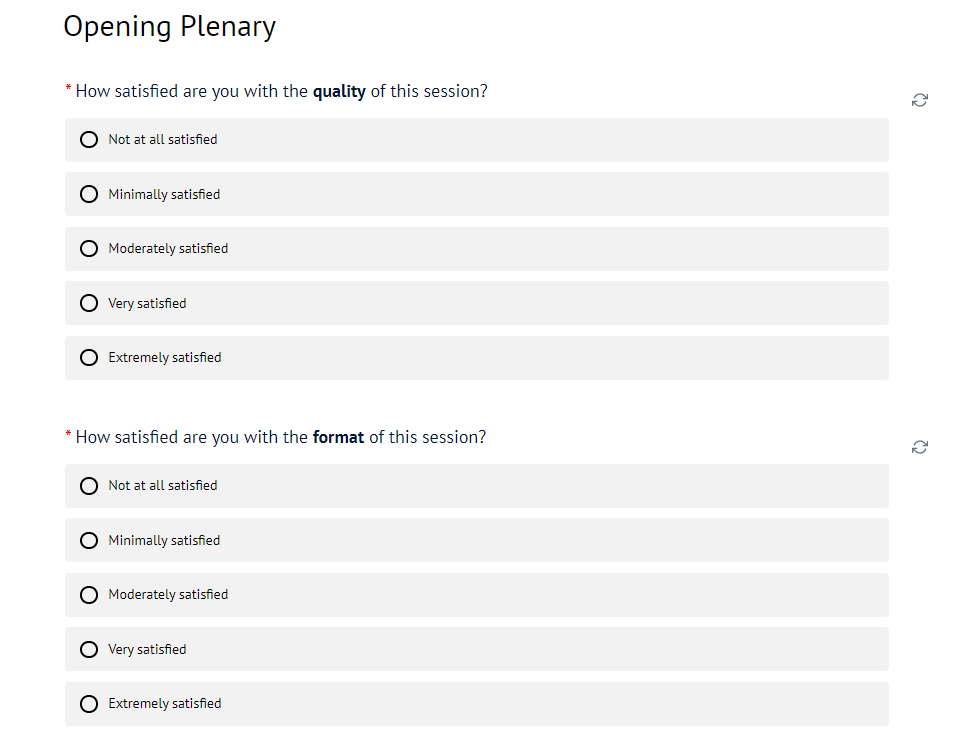 Opening Plenary
* How satisfied are you with the quality of this session?
Not at all satisfied
Minimally satisfied
Moderately satisfied
Very satisfied
Extremely satisfied
* How satisfied are you with the format of this session?
Not at all satisfied
Minimally satisfied
Moderately satisfied
Very satisfied
Extremely satisfied